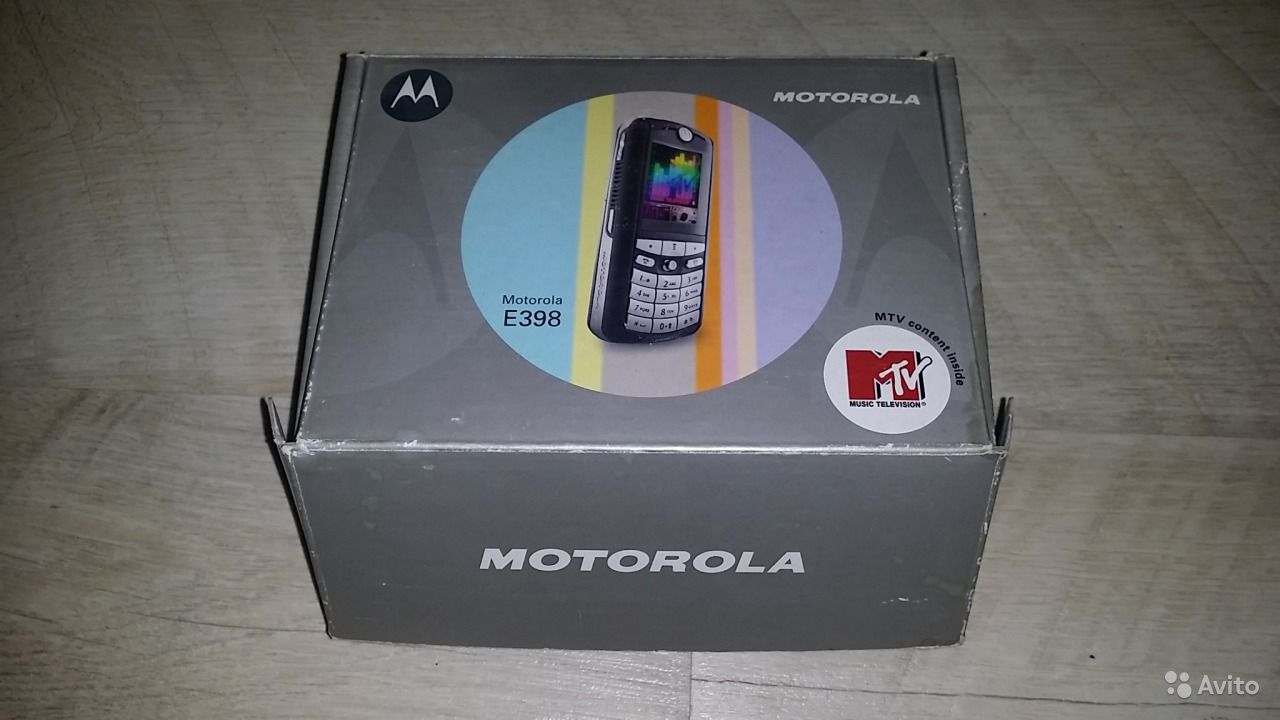 MOTOROLA
Motorola
E398
MTV content inside
MTV
MUSIC TELEVISION®
MOTOROLA
Avito